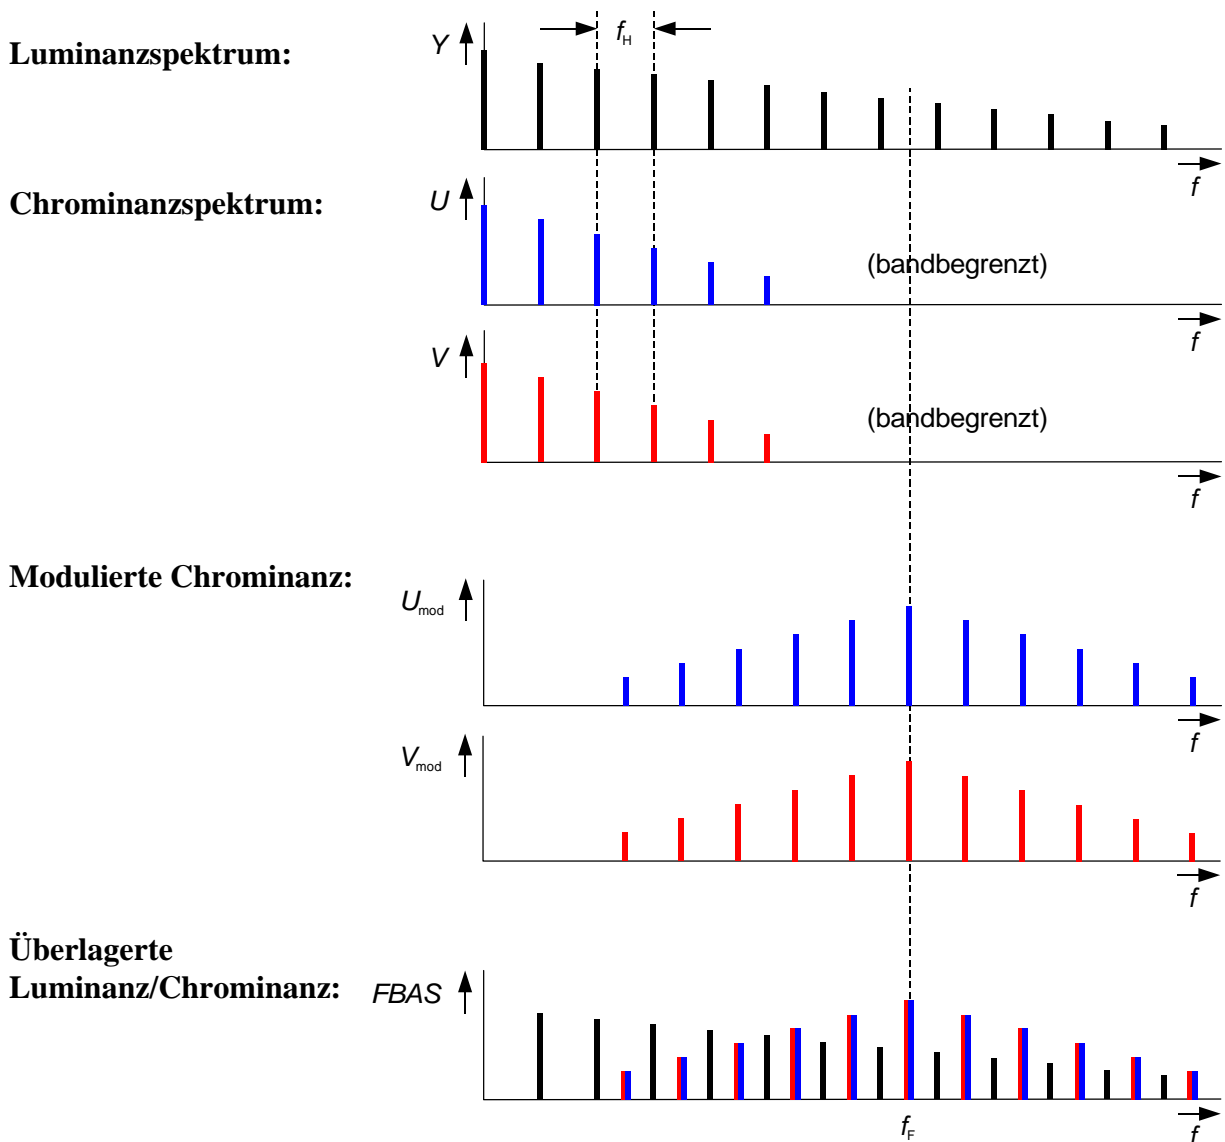 Luminanzspektrum:
Y
fH
f
Chrominanzspektrum:
U
(bandbegrenzt)
f
V
(bandbegrenzt)
f
Modulierte Chrominanz:
Umod
f
Vmod
f
Überlagerte
Luminanz/Chrominanz:
FBAS
fF
f